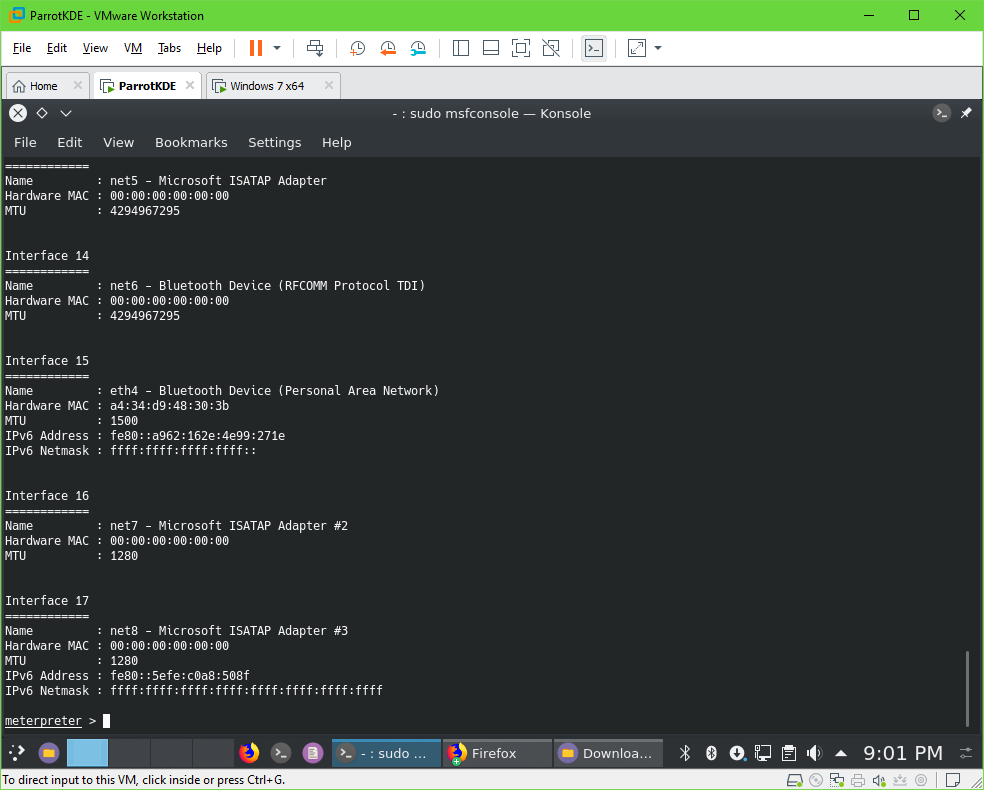 ParrotKDE - VMware Workstation
File Edit View VM Tabs Help
Home ParrotKDE Windows 7 x64
- : sudo msfconsole — Konsole
File Edit View Bookmarks Settings Help
============
Name         : net5 - Microsoft ISATAP Adapter
Hardware MAC : 00:00:00:00:00:00
MTU          : 4294967295
Interface 14
============
Name         : net6 - Bluetooth Device (RFCOMM Protocol TDI)
Hardware MAC : 00:00:00:00:00:00
MTU          : 4294967295
Interface 15
============
Name         : eth4 - Bluetooth Device (Personal Area Network)
Hardware MAC : a4:34:d9:48:30:3b
MTU          : 1500
IPv6 Address : fe80::a962:162e:4e99:271e
IPv6 Netmask : ffff:ffff:ffff:ffff::
Interface 16
============
Name         : net7 - Microsoft ISATAP Adapter #2
Hardware MAC : 00:00:00:00:00:00
MTU          : 1280
Interface 17
============
Name         : net8 - Microsoft ISATAP Adapter #3
Hardware MAC : 00:00:00:00:00:00
MTU          : 1280
IPv6 Address : fe80::5efe:c0a8:508f
IPv6 Netmask : ffff:ffff:ffff:ffff:ffff:ffff:ffff:ffff
meterpreter >
- : sudo ... Firefox Downloa... 9:01 PM
To direct input to this VM, click inside or press Ctrl+G.